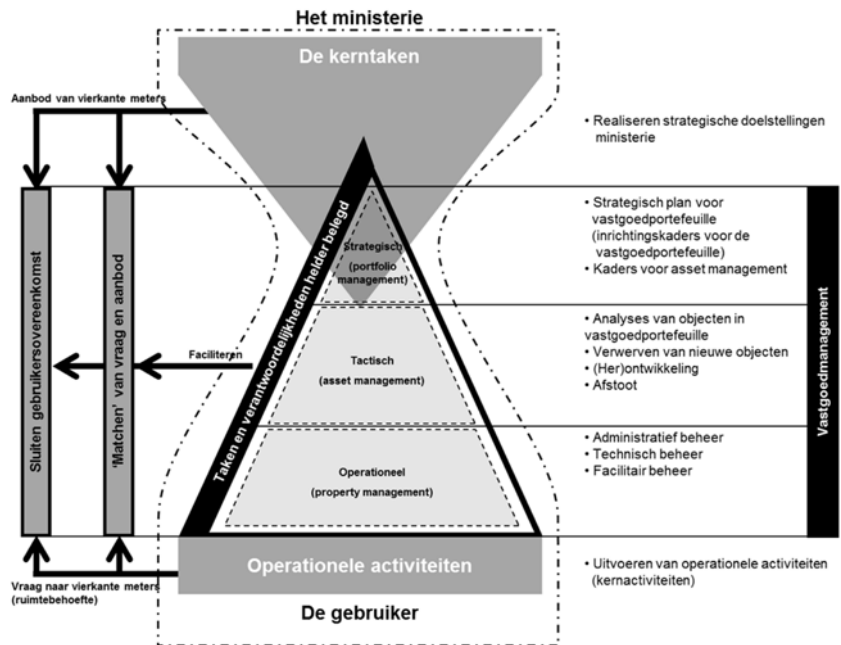 Het ministerie
De kerntaken
Aanbod van vierkante meters
• Realiseren strategische doelstellingen
ministerie
Sluiten gebruikersovereenkomst
'Matchen' van vraag en aanbod
Faciliteren
Taken en verantwoordelijkheden helder belegd
Strategisch
(portfolio
management)
• Strategisch plan voor
vastgoedportefeuille
(inrichtingskaders voor de
vastgoedportefeuille)
• Kaders voor asset management
Tactisch
(asset management)
• Analyses van objecten in
vastgoedportefeuille
• Verwerven van nieuwe objecten
• (Her)ontwikkeling
• Afstoot
Operationeel
(property management)
• Administratief beheer
• Technisch beheer
• Facilitair beheer
Vastgoedmanagement
Operationele activiteiten
• Uitvoeren van operationele activiteiten
(kernactiviteiten)
Vraag naar vierkante meters
(ruimtebehoefte)
De gebruiker